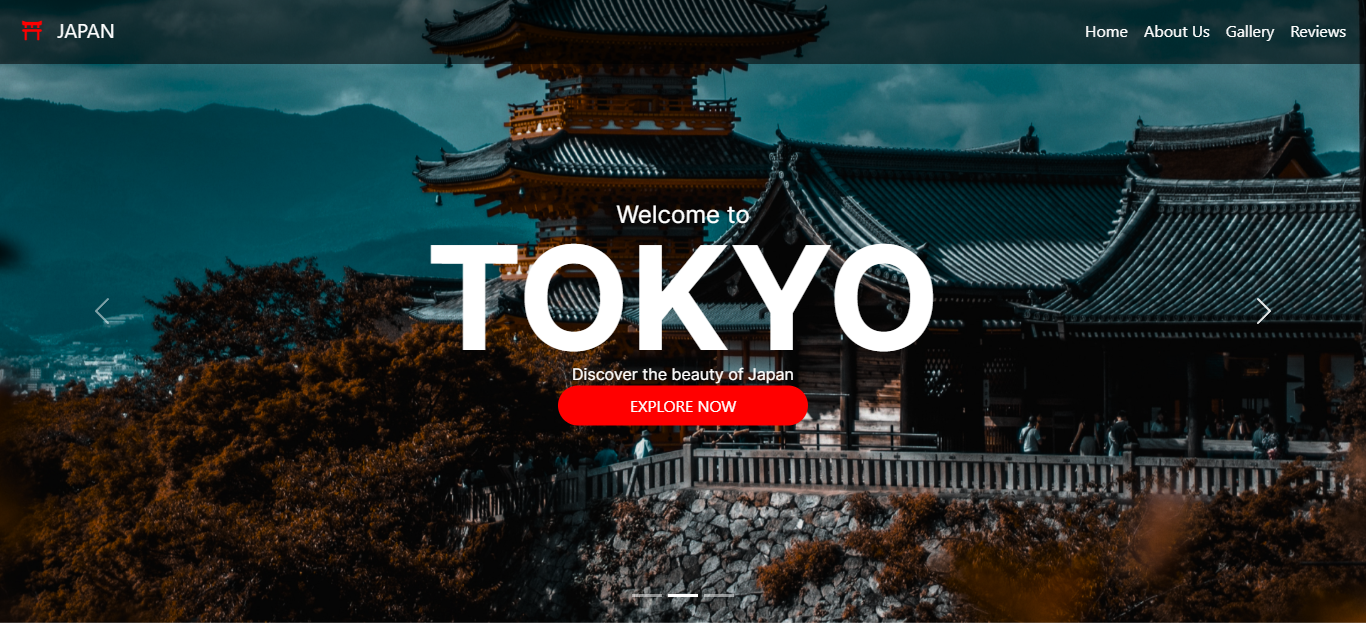 JAPAN
Home About Us Gallery Reviews
Welcome to
TOKYO
Discover the beauty of Japan
EXPLORE NOW